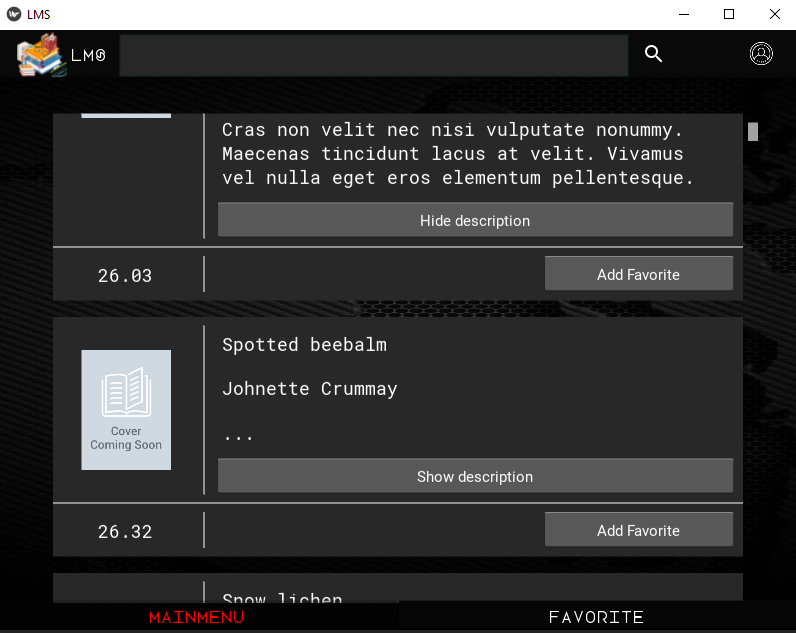 LMS
LMS
Cras non velit nec nisi vulputate nonummy.
Maecenas tincidunt lacus at velit. Vivamus
vel nulla eget eros elementum pellentesque.
Hide description
26.03
Add Favorite
Spotted beebalm
Johnette Crummay
...
Cover
Coming Soon
Show description
26.32
Add Favorite
Snow lichen
MAINMENU
FAVORITE